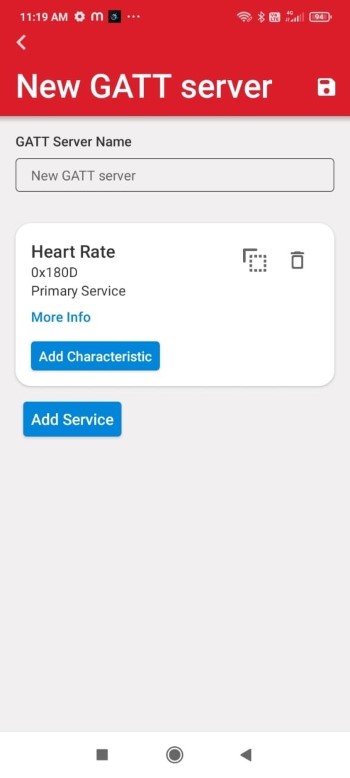 11:19 AM
94
New GATT server
GATT Server Name
New GATT server
Heart Rate
0x180D
Primary Service
More Info
Add Characteristic
Add Service